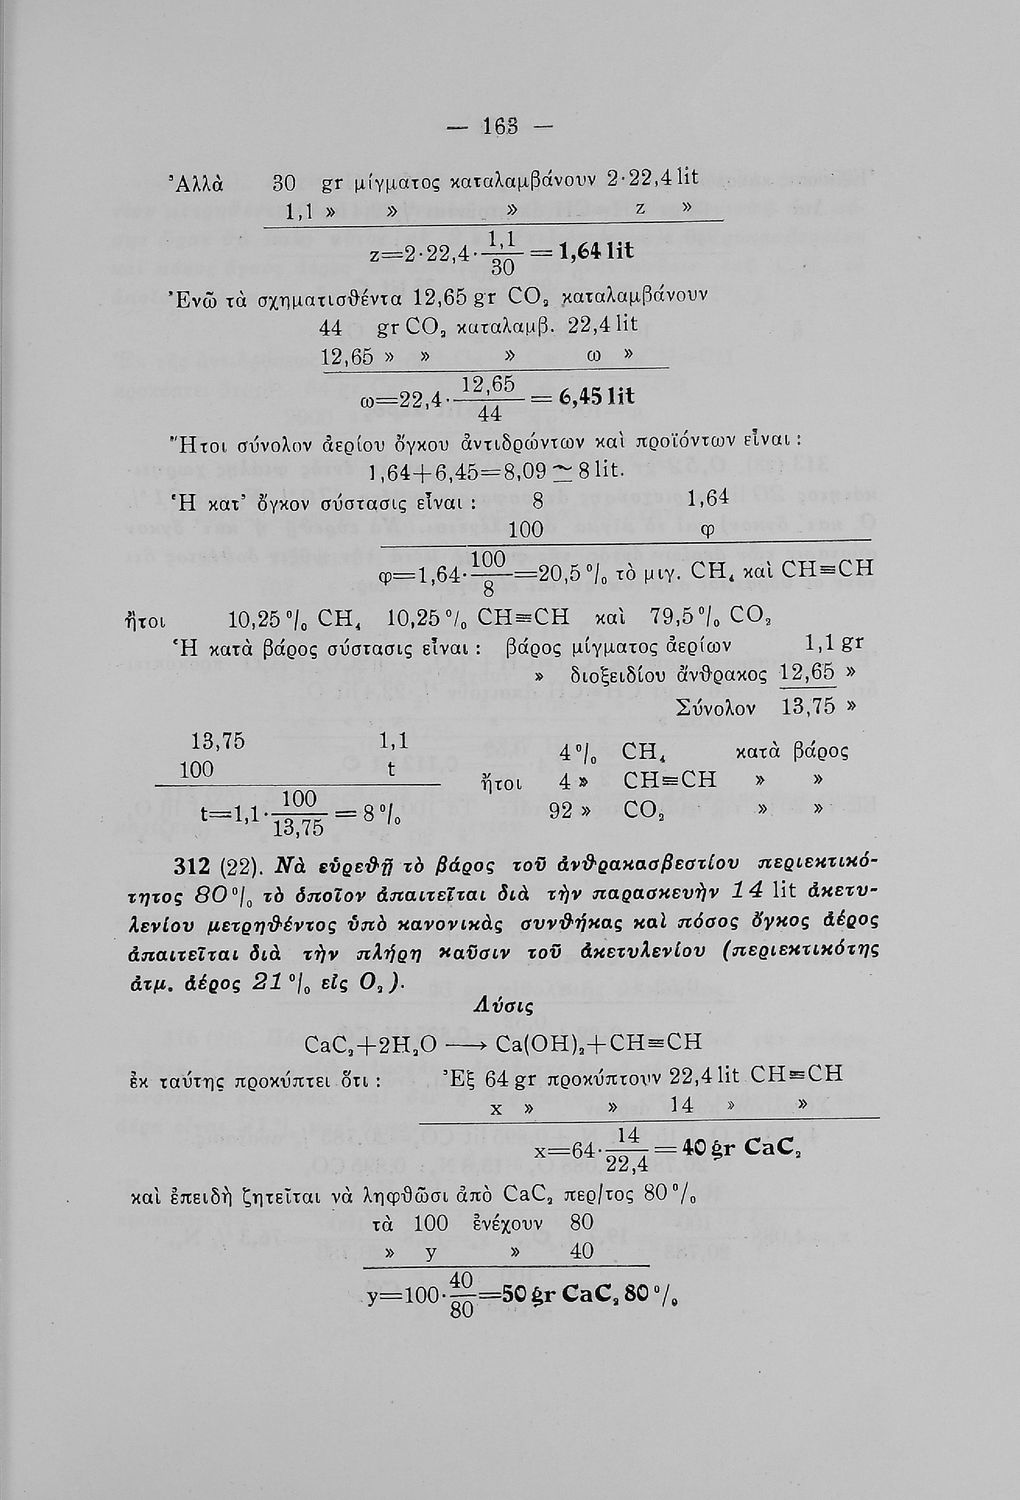 — 163 —
Ἀλλὰ 30 gr μίγματος καταλαμβάνουν 2·22,4 lit
1,1 » » » z »
z=2·22,4·1,1/30=1,64 lit
Ἐνῶ τὰ σχηματισθέντα 12,65 gr CO₂ καταλαμβάνουν
44 gr CO₂ καταλαμβ. 22,4 lit
12,65 » » » ω »
ω=22,4·12,65/44=6,45 lit
Ἤτοι σύνολον ἀερίου ὄγκου ἀντιδρώντων καὶ προϊόντων εἶναι :
1,64+6,45=8,09 ≃ 8 lit.
Ἡ κατ' ὄγκον σύστασις εἶναι : 8 1,64
100 φ
φ=1,64·100/8=20,5 % τὸ μιγ. CH₄ καὶ CH≡CH
ἤτοι 10,25 % CH₄ 10,25 % CH≡CH καὶ 79,5 % CO₂
Ἡ κατὰ βάρος σύστασις εἶναι : βάρος μίγματος ἀερίων 1,1 gr
» διοξειδίου ἄνθρακος 12,65 »
Σύνολον 13,75 »
13,75 1,1
100 t
t=1,1·100/13,75=8 %
4 % CH₄ κατὰ βάρος
ἤτοι 4 » CH≡CH » »
92 » CO₂ » »
312 (22). Νὰ εὑρεθῇ τὸ βάρος τοῦ ἀνθρακασβεστίου περιεκτικό-
τητος 80 % τὸ ὁποῖον ἀπαιτεῖται διὰ τὴν παρασκευὴν 14 lit ἀκετυ-
λενίου μετρηθέντος ὑπὸ κανονικὰς συνθήκας καὶ πόσος ὄγκος ἀέρος
ἀπαιτεῖται διὰ τὴν πλήρη καῦσιν τοῦ ἀκετυλενίου (περιεκτικότης
ἀτμ. ἀέρος 21 % εἰς O₂).
Λύσις
CaC₂+2H₂O ⟶ Ca(OH)₂+CH≡CH
ἐκ ταύτης προκύπτει ὅτι : Ἐξ 64 gr προκύπτουν 22,4 lit CH≡CH
x » » 14 » »
x=64·14/22,4=40 gr CaC₂
καὶ ἐπειδὴ ζητεῖται νὰ ληφθῶσι ἀπὸ CaC₂ περ/τος 80 %
τὰ 100 ἐνέχουν 80
» y » 40
y=100·40/80=50 gr CaC₂ 80 %